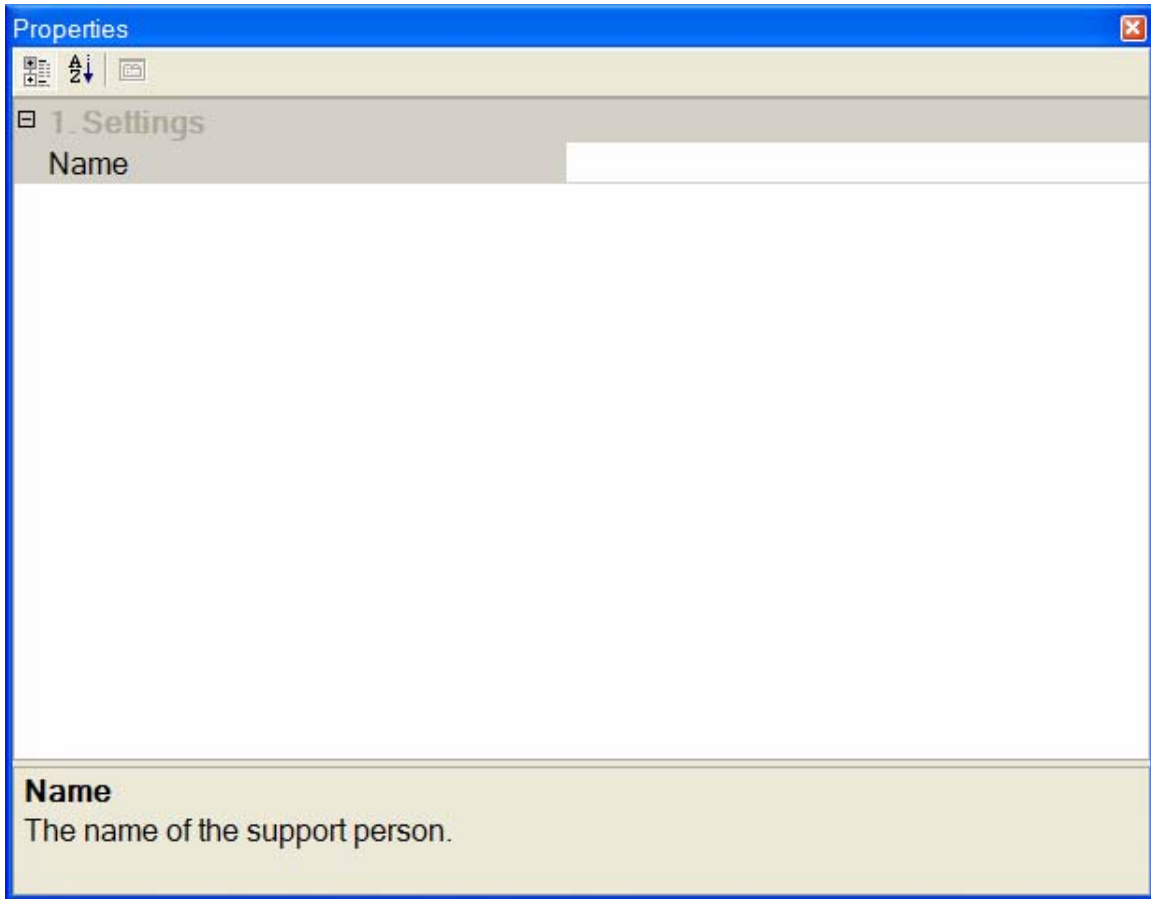 Properties
1. Settings
Name
Name
The name of the support person.